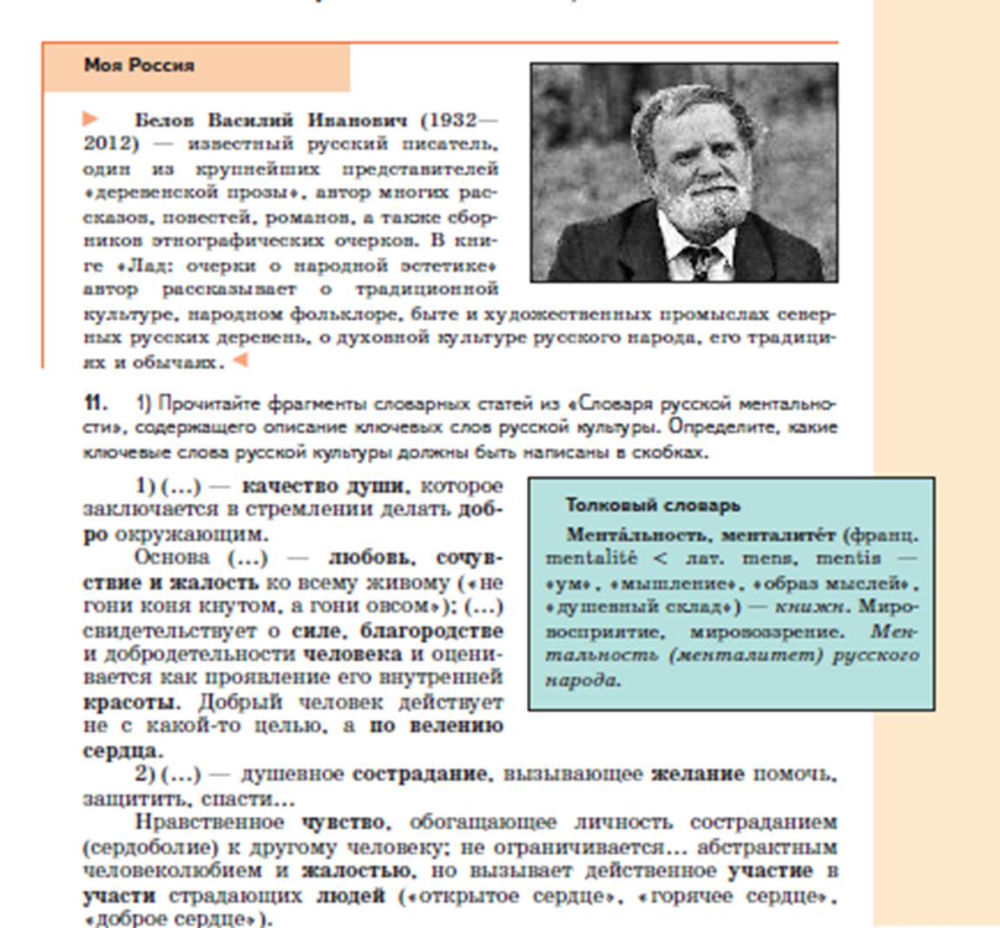 Моя Россия
Белов Василий Иванович (1932—
2012) — известный русский писатель,
один из крупнейших представителей
«деревенской прозы», автор многих рас-
сказов, повестей, романов, а также сбор-
ников этнографических очерков. В кни-
ге «Лад: очерки о народной эстетике»
автор рассказывает о традиционной
культуре, народном фольклоре, быте и художественных промыслах север-
ных русских деревень, о духовной культуре русского народа, его традици-
ях и обычаях.
11. 1) Прочитайте фрагменты словарных статей из «Словаря русской ментально-
сти», содержащего описание ключевых слов русской культуры. Определите, какие
ключевые слова русской культуры должны быть написаны в скобках.
1) (...) — качество души, которое
заключается в стремлении делать доб-
ро окружающим.
Основа (...) — любовь, сочув-
ствие и жалость ко всему живому («не
гони коня кнутом, а гони овсом»); (...)
свидетельствует о силе, благородстве
и добродетельности человека и оцени-
вается как проявление его внутренней
красоты. Добрый человек действует
не с какой-то целью, а по велению
сердца.
Толковый словарь
Мента́льность, менталите́т (франц.
mentalité < лат. mens, mentis —
«ум», «мышление», «образ мыслей»,
«душевный склад») — книжн. Миро-
восприятие, мировоззрение. Мен-
тальность (менталитет) русского
народа.
2) (...) — душевное сострадание, вызывающее желание помочь,
защитить, спасти...
Нравственное чувство, обогащающее личность состраданием
(сердоболие) к другому человеку; не ограничивается... абстрактным
человеколюбием и жалостью, но вызывает действенное участие в
участи страдающих людей («открытое сердце», «горячее сердце»,
«доброе сердце»).